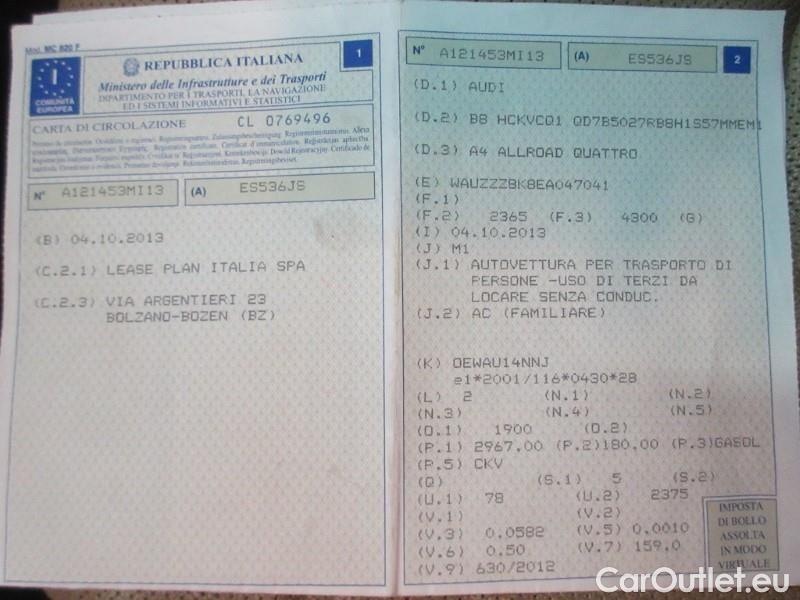 Mod. MC 820 F
I
COMUNITÀ
EUROPEA
REPUBBLICA ITALIANA
1
Ministero delle Infrastrutture e dei Trasporti
DIPARTIMENTO PER I TRASPORTI, LA NAVIGAZIONE
ED I SISTEMI INFORMATIVI E STATISTICI
CARTA DI CIRCOLAZIONE CL 0769496
N° A121453MI13 (A) ES536JS
(B) 04.10.2013
(C.2.1) LEASE PLAN ITALIA SPA
(C.2.3) VIA ARGENTIERI 23
BOLZANO-BOZEN (BZ)
N° A121453MI13 (A) ES536JS 2
(D.1) AUDI
(D.2) B8 HCKVCQ1 QD7B5027RB8H1S57MMEM1
(D.3) A4 ALLROAD QUATTRO
(E) WAUZZZ8K8EA047041
(F.1)
(F.2) 2365 (F.3) 4300 (G)
(I) 04.10.2013
(J) M1
(J.1) AUTOVETTURA PER TRASPORTO DI
PERSONE -USO DI TERZI DA
LOCARE SENZA CONDUC.
(J.2) AC (FAMILIARE)
(K) OEWAU14NNJ
e1*2001/116*0430*28
(L) 2 (N.1) (N.2)
(N.3) (N.4) (N.5)
(O.1) 1900 (O.2)
(P.1) 2967.00 (P.2)180.00 (P.3)GASOL
(P.5) CKV
(Q) (S.1) 5 (S.2)
(U.1) 78 (U.2) 2375
(V.1) (V.2)
(V.3) 0.0582 (V.5) 0.0010
(V.6) 0.50 (V.7) 159.0
(V.9) 630/2012
IMPOSTA
DI BOLLO
ASSOLTA
IN MODO
VIRTUALE
CarOutlet.eu